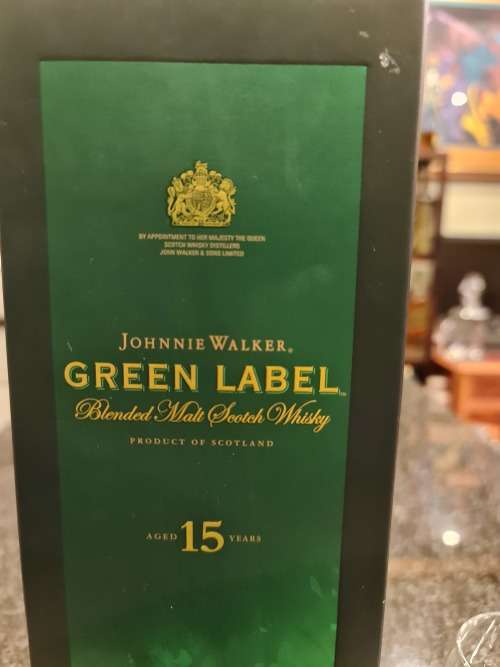 BY APPOINTMENT TO HER MAJESTY THE QUEEN
SCOTCH WHISKY DISTILLERS
JOHN WALKER & SONS LIMITED
JOHNNIE WALKER®
GREEN LABEL™
Blended Malt Scotch Whisky
PRODUCT OF SCOTLAND
AGED 15 YEARS